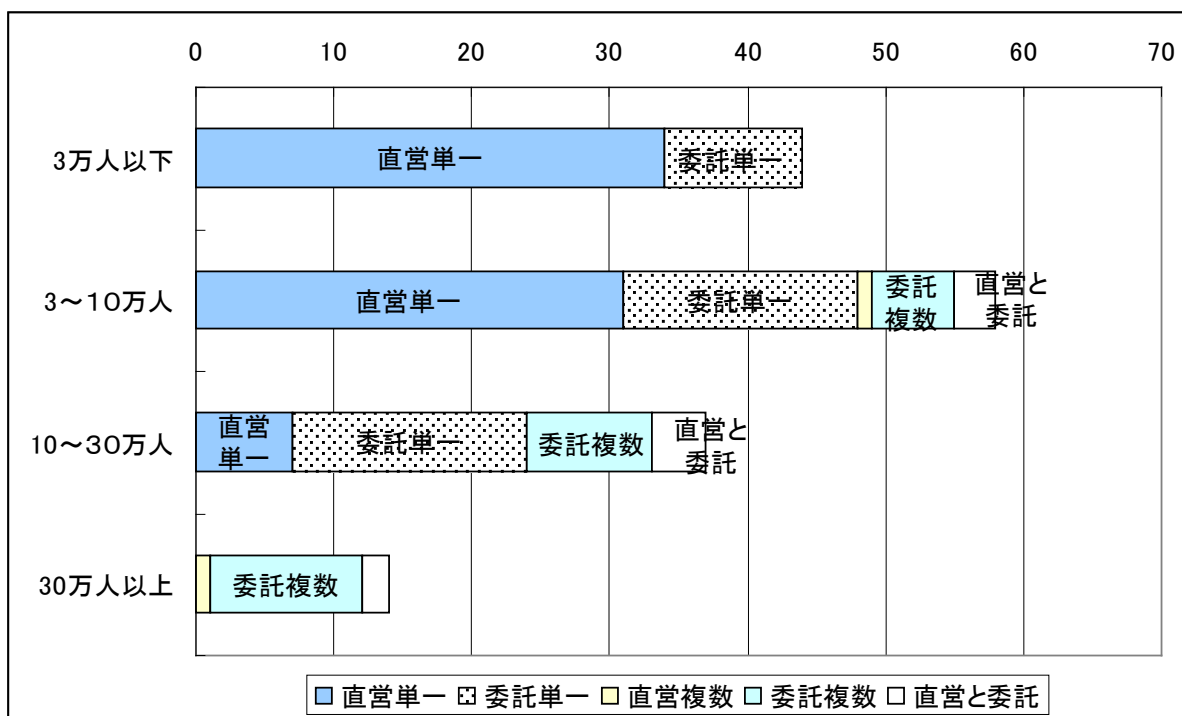 0 10 20 30 40 50 60 70
3万人以下
直営単一 委託単一
3～10万人
直営単一 委託単一 委託
複数 直営と
委託
10～30万人
直営
単一 委託単一 委託複数 直営と
委託
30万人以上
委託複数
直営単一 委託単一 直営複数 委託複数 直営と委託